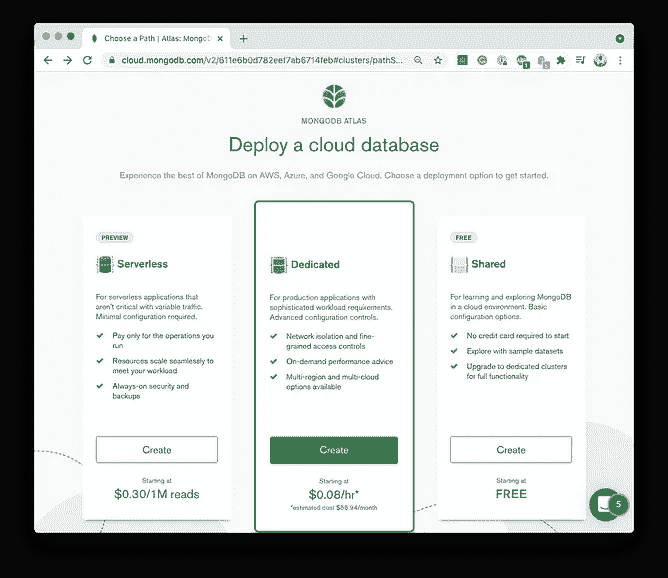 Choose a Path | Atlas: MongoD
cloud.mongodb.com/v2/611e6b0d782eef7ab6714feb#clusters/pathS...
MONGODB ATLAS
Deploy a cloud database
Experience the best of MongoDB on AWS, Azure, and Google Cloud. Choose a deployment option to get started.
PREVIEW
Serverless
For serverless applications that
aren't critical with variable traffic.
Minimal configuration required.
Pay only for the operations you
run
Resources scale seamlessly to
meet your workload
Always-on security and
backups
Create
Starting at
$0.30/1M reads
Dedicated
For production applications with
sophisticated workload requirements.
Advanced configuration controls.
Network isolation and fine-
grained access controls
On-demand performance advice
Multi-region and multi-cloud
options available
Create
Starting at
$0.08/hr*
*estimated cost $56.94/month
FREE
Shared
For learning and exploring MongoDB
in a cloud environment. Basic
configuration options.
No credit card required to start
Explore with sample datasets
Upgrade to dedicated clusters
for full functionality
Create
Starting at
FREE
5